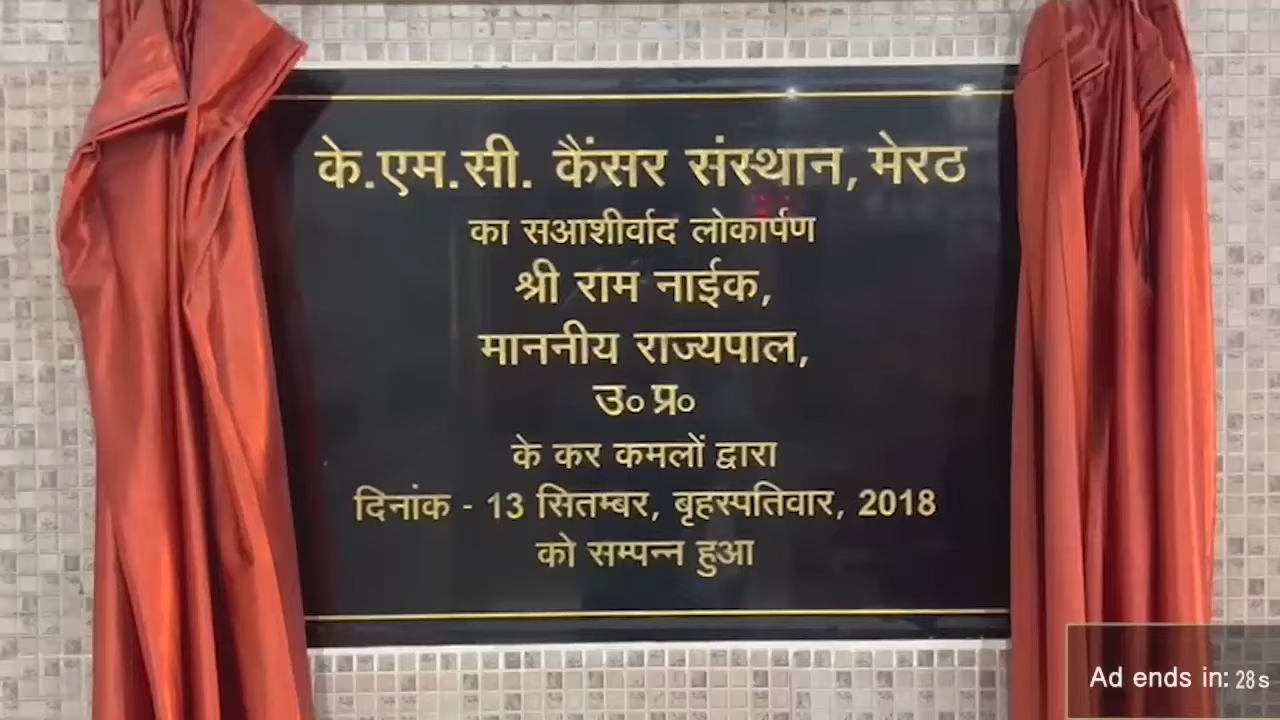 के.एम.सी. कैंसर संस्थान, मेरठ
का सआशीर्वाद लोकार्पण
श्री राम नाईक,
माननीय राज्यपाल,
उ० प्र०
के कर कमलों द्वारा
दिनांक - 13 सितम्बर, बृहस्पतिवार, 2018
को सम्पन्न हुआ
Ad ends in: 28s